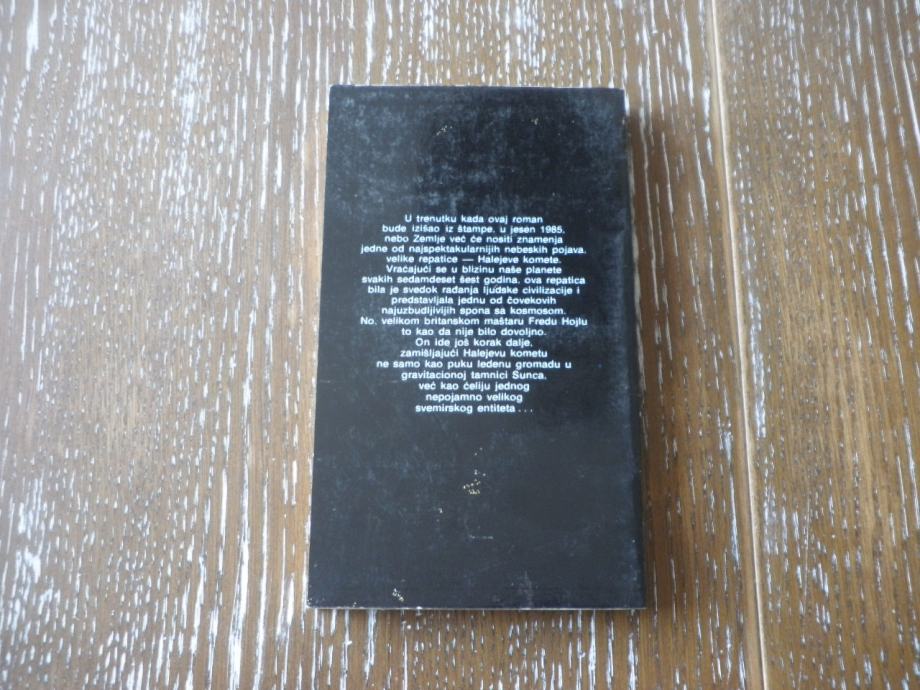 U trenutku kada ovaj roman
bude izišao iz štampe, u jesen 1985,
nebo Zemlje već će nositi znamenja
jedne od najspektakularnijih nebeskih pojava,
velike repatice — Halejeve komete.
Vraćajući se u blizinu naše planete
svakih sedamdeset šest godina, ova repatica
bila je svedok rađanja ljudske civilizacije i
predstavljala jednu od čovekovih
najuzbudljivijih spona sa kosmosom.
No, velikom britanskom maštaru Fredu Hojlu
to kao da nije bilo dovoljno.
On ide još korak dalje,
zamišljajući Halejevu kometu
ne samo kao puku ledenu gromadu u
gravitacionoj tamnici Sunca,
već kao ćeliju jednog
nepojamno velikog
svemirskog entiteta . . .